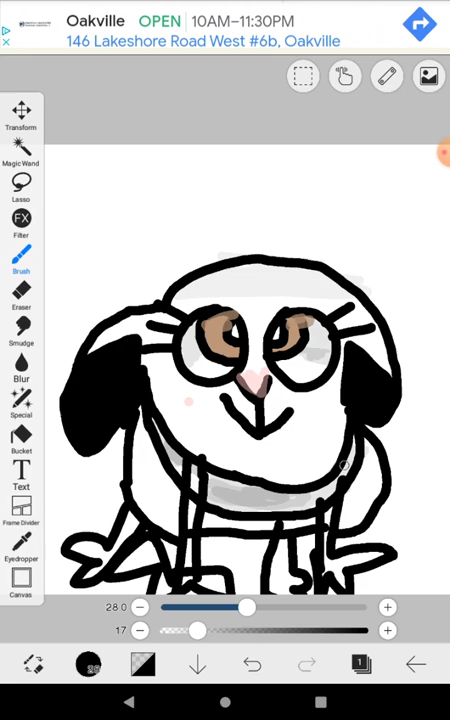 Oakville OPEN 10AM–11:30PM
146 Lakeshore Road West #6b, Oakville
Transform
Magic Wand
Lasso
FX
Filter
Brush
Eraser
Smudge
Blur
Special
Bucket
T
Text
Frame Divider
Eyedropper
Canvas
28.0 − +
17 − +
1